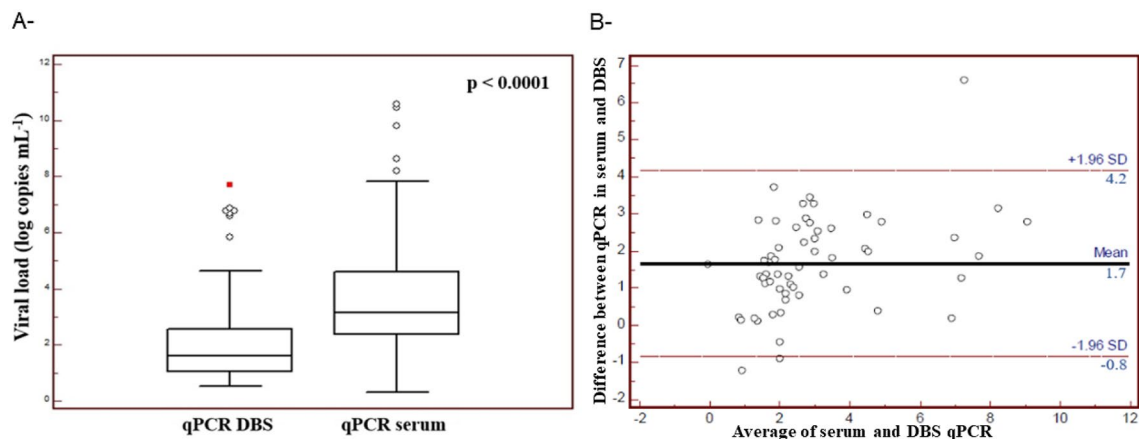 A-
B-
12
10
8
6
4
2
0
Viral load (log copies mL-1)
p < 0.0001
qPCR DBS
qPCR serum
7
6
5
4
3
2
1
0
-1
-2
Difference between qPCR in serum and DBS
+1.96 SD
4.2
Mean
1.7
-1.96 SD
-0.8
-2
0
2
4
6
8
10
12
Average of serum and DBS qPCR